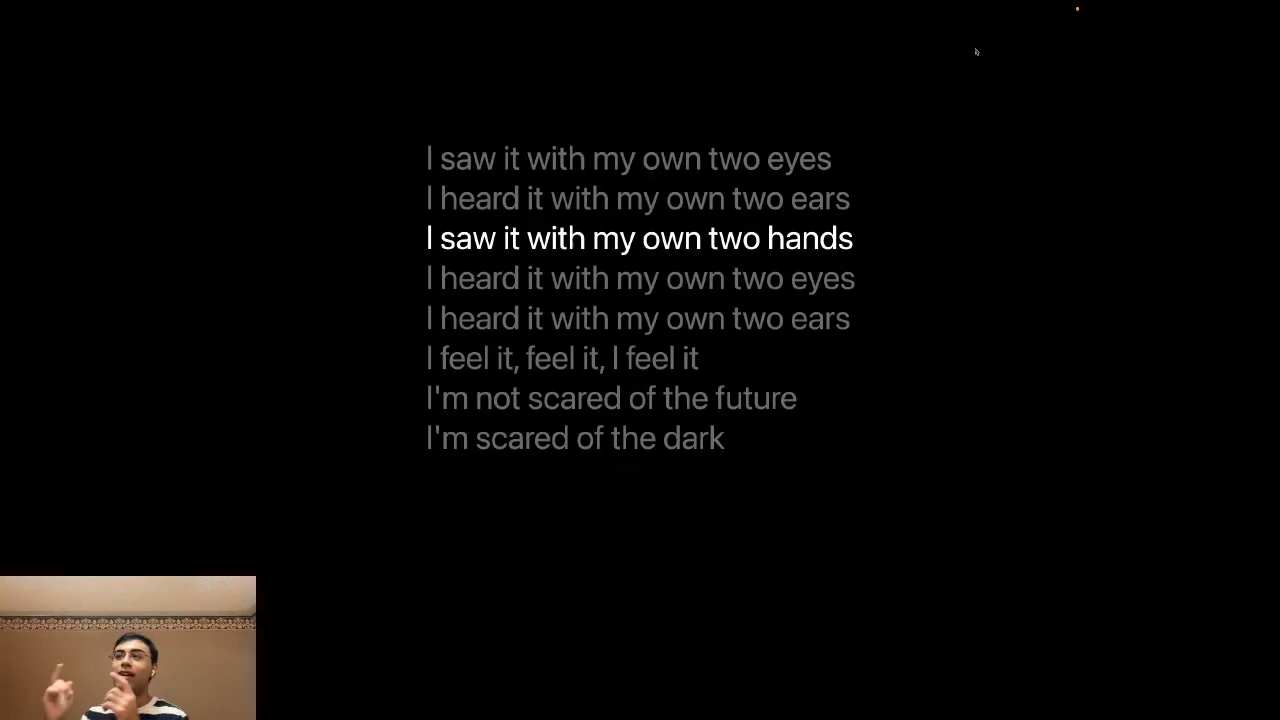 I saw it with my own two eyes
I heard it with my own two ears
I saw it with my own two hands
I heard it with my own two eyes
I heard it with my own two ears
I feel it, feel it, I feel it
I'm not scared of the future
I'm scared of the dark